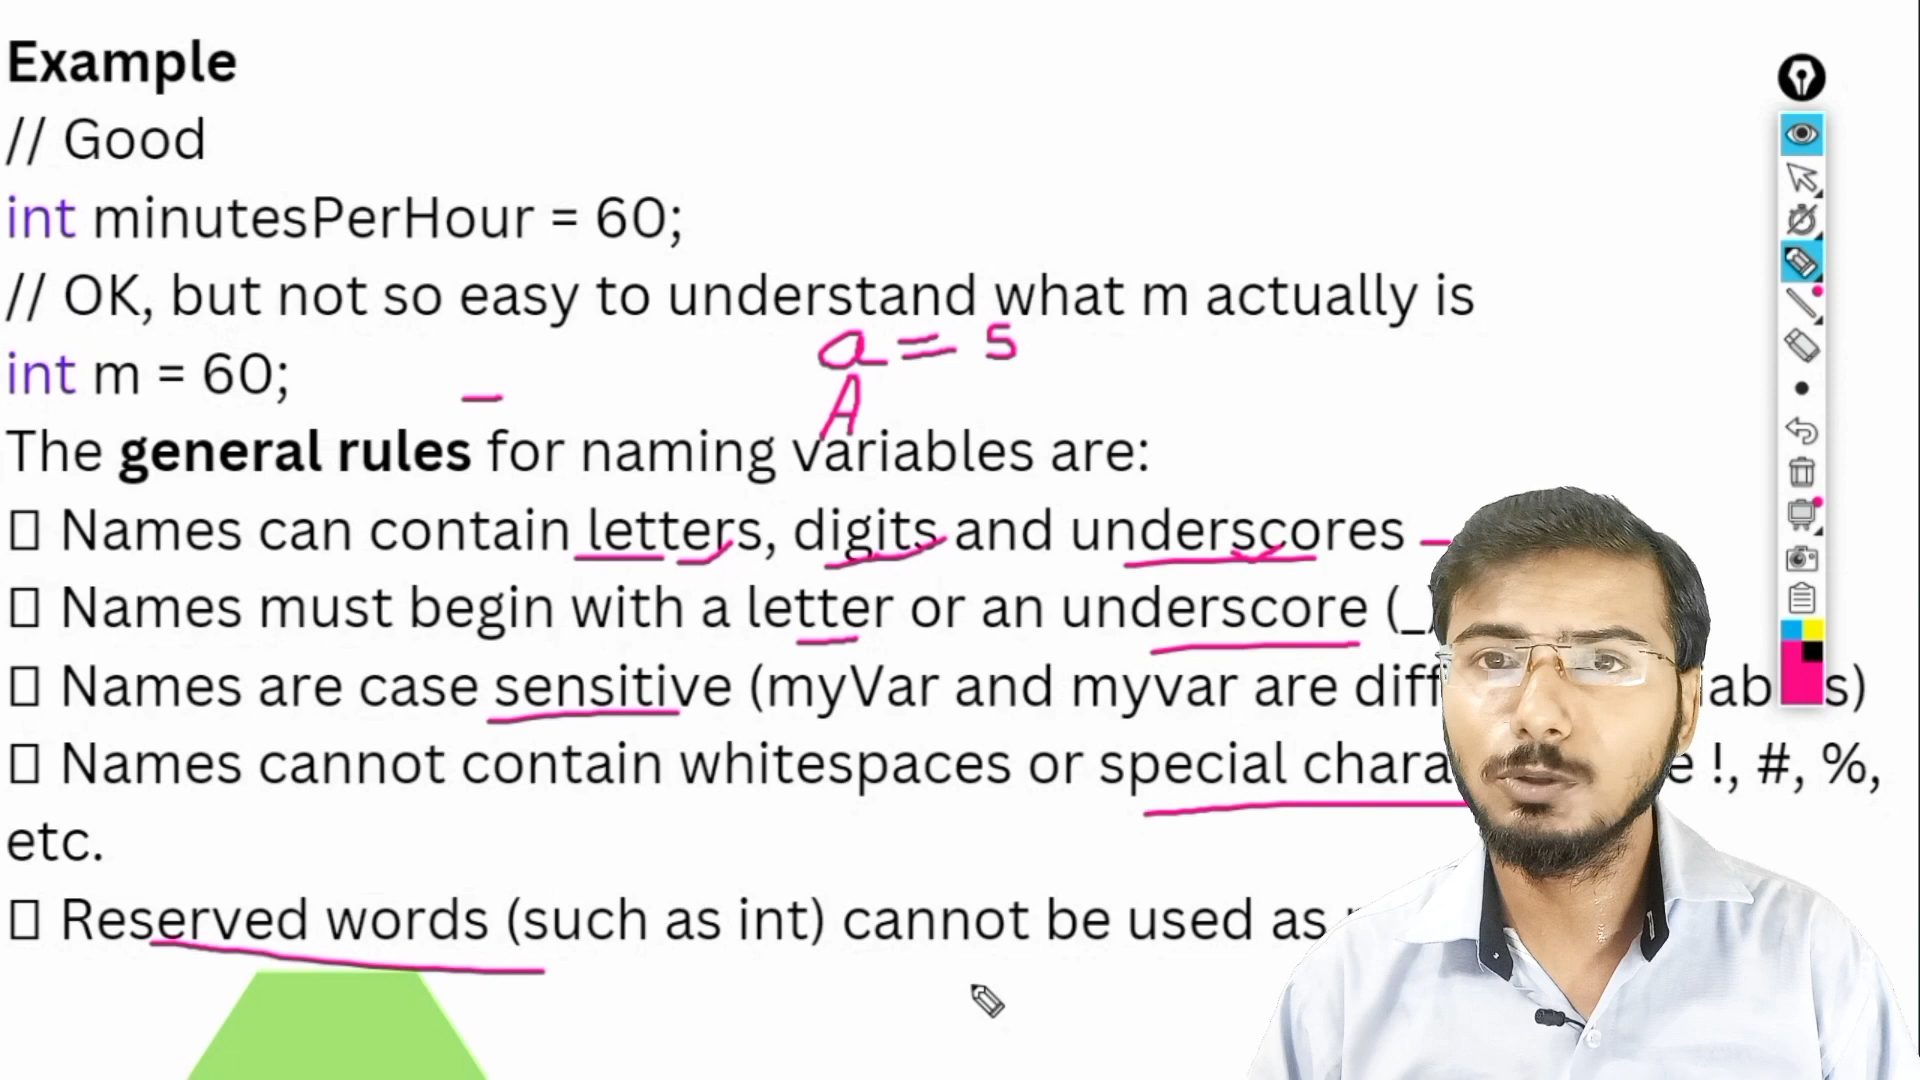 Example
// Good
int minutesPerHour = 60;
// OK, but not so easy to understand what m actually is
a = 5
int m = 60;
A
The general rules for naming variables are:
Names can contain letters, digits and underscores
Names must begin with a letter or an underscore (_)
Names are case sensitive (myVar and myvar are
Names cannot contain whitespaces or special !, #, %,
etc.
Reserved words (such as int) cannot be used as